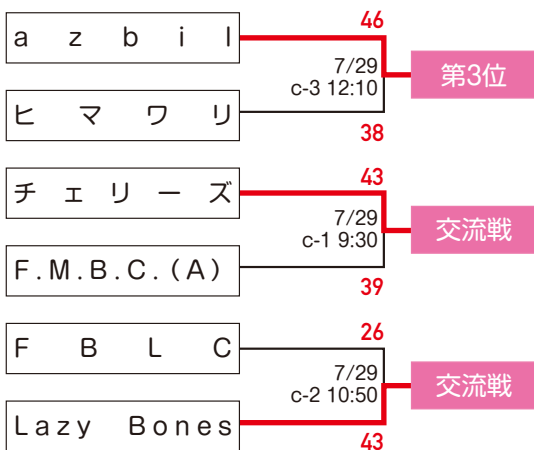 46
azbil
7/29
c-3 12:10
第3位
ヒマワリ
38
43
チェリーズ
7/29
c-1 9:30
交流戦
F.M.B.C.(A)
39
26
FBLC
7/29
c-2 10:50
交流戦
Lazy Bones
43